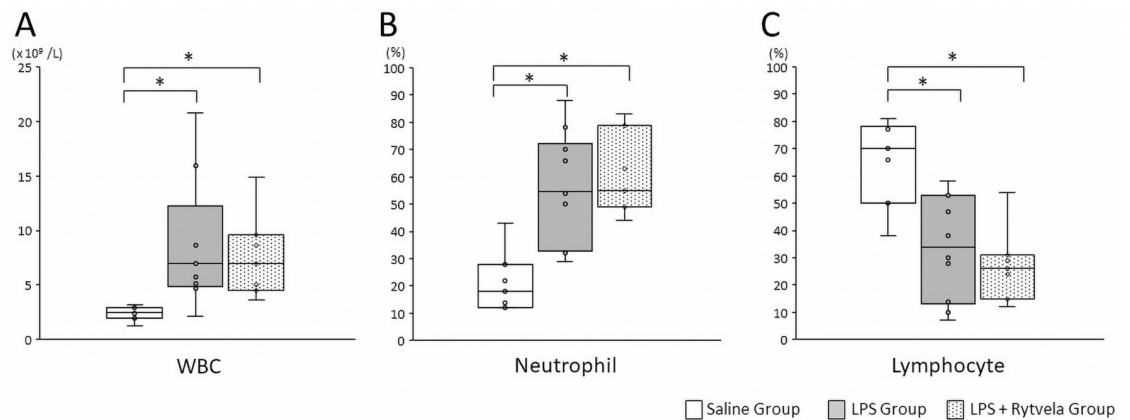 A B C
(x 10⁹ /L) (%) (%)
* * *
* * *
25 100 100
90 90
20 80 80
70 70
15 60 60
50 50
10 40 40
30 30
5 20 20
10 10
0 0 0
WBC Neutrophil Lymphocyte
Saline Group LPS Group LPS + Rytvela Group